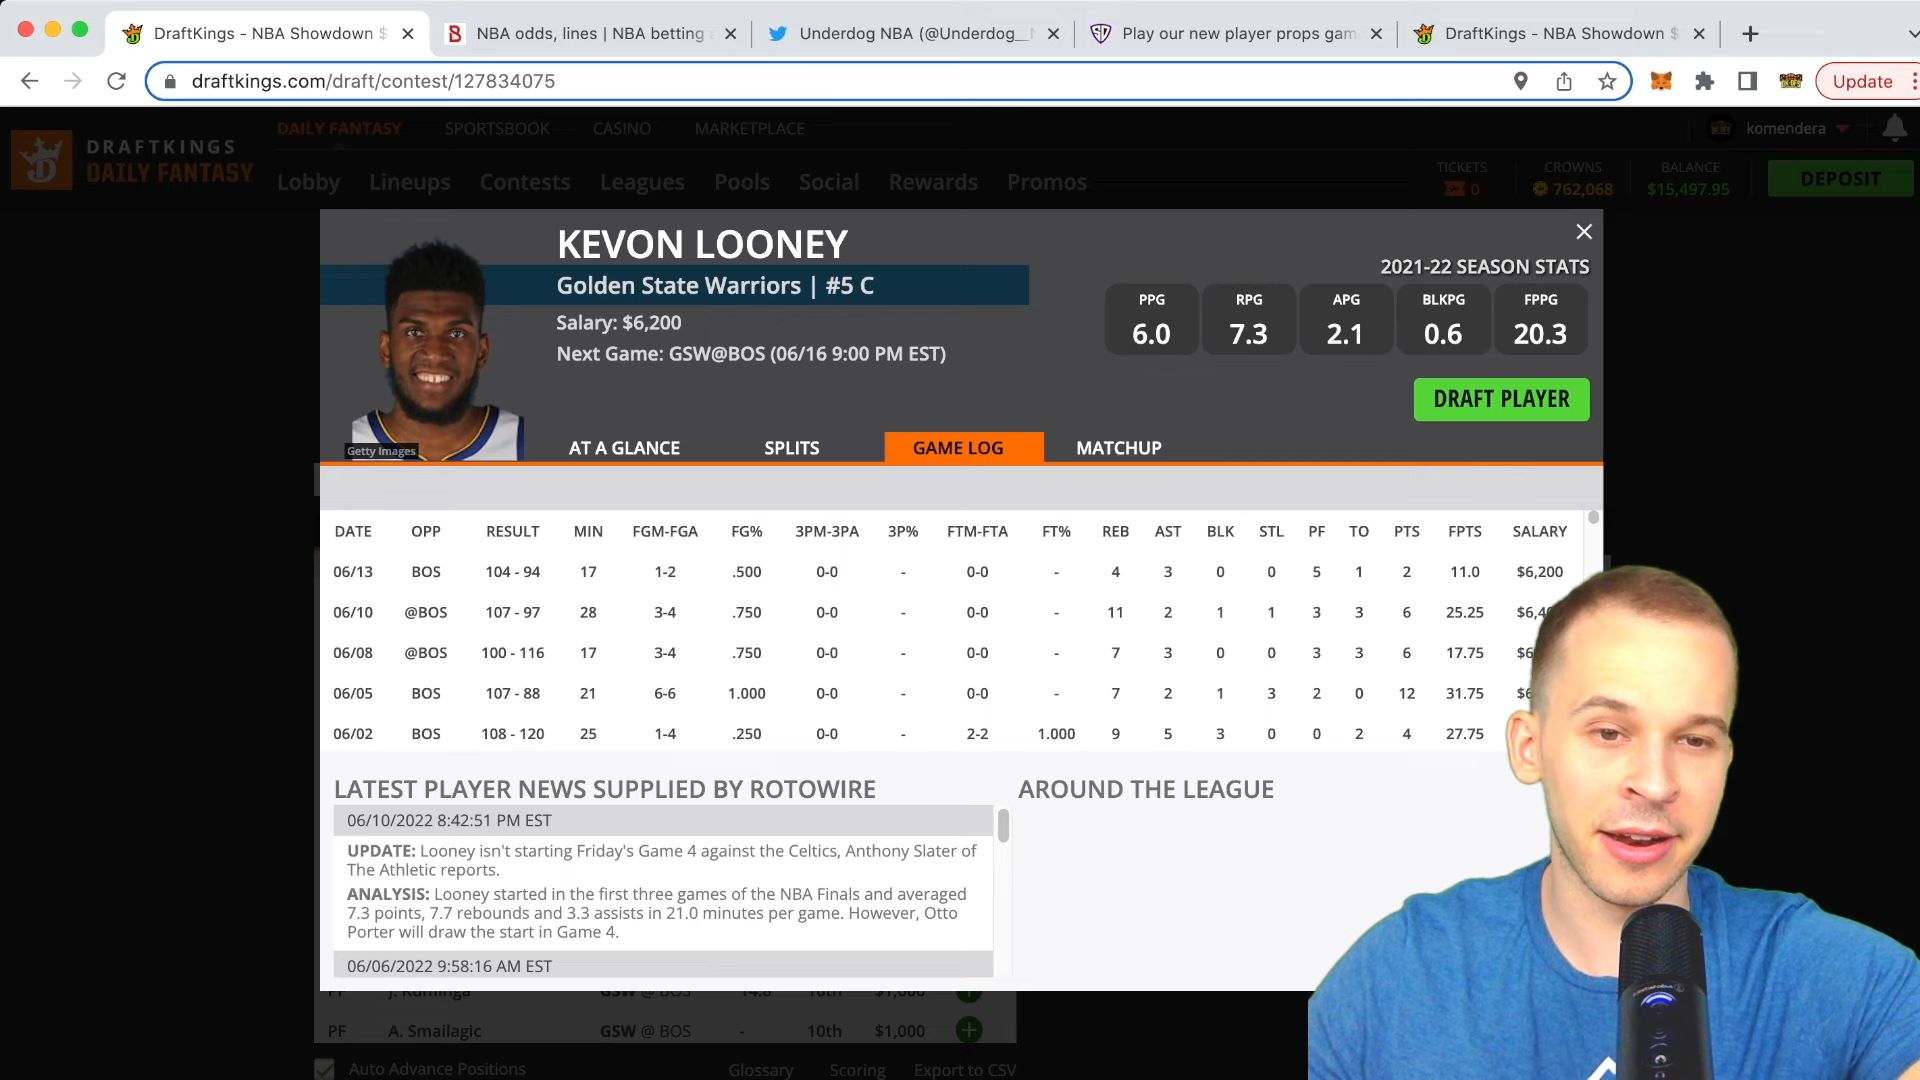 DraftKings - NBA Showdown $
NBA odds, lines | NBA betting
Underdog NBA (@Underdog__N
Play our new player props gam
DraftKings - NBA Showdown $
draftkings.com/draft/contest/127834075
Update
DRAFTKINGS
DAILY FANTASY
DAILY FANTASY SPORTSBOOK CASINO MARKETPLACE
komendera
Lobby Lineups Contests Leagues Pools Social Rewards Promos
TICKETS 0
CROWNS 762,068
BALANCE $15,497.95
DEPOSIT
KEVON LOONEY
Golden State Warriors | #5 C
Salary: $6,200
Next Game: GSW@BOS (06/16 9:00 PM EST)
2021-22 SEASON STATS
PPG RPG APG BLKPG FPPG
6.0 7.3 2.1 0.6 20.3
DRAFT PLAYER
Getty Images
AT A GLANCE SPLITS GAME LOG MATCHUP
DATE OPP RESULT MIN FGM-FGA FG% 3PM-3PA 3P% FTM-FTA FT% REB AST BLK STL PF TO PTS FPTS SALARY
06/13 BOS 104 - 94 17 1-2 .500 0-0 - 0-0 - 4 3 0 0 5 1 2 11.0 $6,200
06/10 @BOS 107 - 97 28 3-4 .750 0-0 - 0-0 - 11 2 1 1 3 3 6 25.25 $6,4
06/08 @BOS 100 - 116 17 3-4 .750 0-0 - 0-0 - 7 3 0 0 3 3 6 17.75 $6
06/05 BOS 107 - 88 21 6-6 1.000 0-0 - 0-0 - 7 2 1 3 2 0 12 31.75 $6
06/02 BOS 108 - 120 25 1-4 .250 0-0 - 2-2 1.000 9 5 3 0 0 2 4 27.75
LATEST PLAYER NEWS SUPPLIED BY ROTOWIRE
AROUND THE LEAGUE
06/10/2022 8:42:51 PM EST
UPDATE: Looney isn't starting Friday's Game 4 against the Celtics, Anthony Slater of
The Athletic reports.
ANALYSIS: Looney started in the first three games of the NBA Finals and averaged
7.3 points, 7.7 rebounds and 3.3 assists in 21.0 minutes per game. However, Otto
Porter will draw the start in Game 4.
06/06/2022 9:58:16 AM EST
PF J. Kuminga GSW @ BOS 14.8 10th $1,000
PF A. Smailagic GSW @ BOS - 10th $1,000
Auto Advance Positions Glossary Scoring Export to CSV